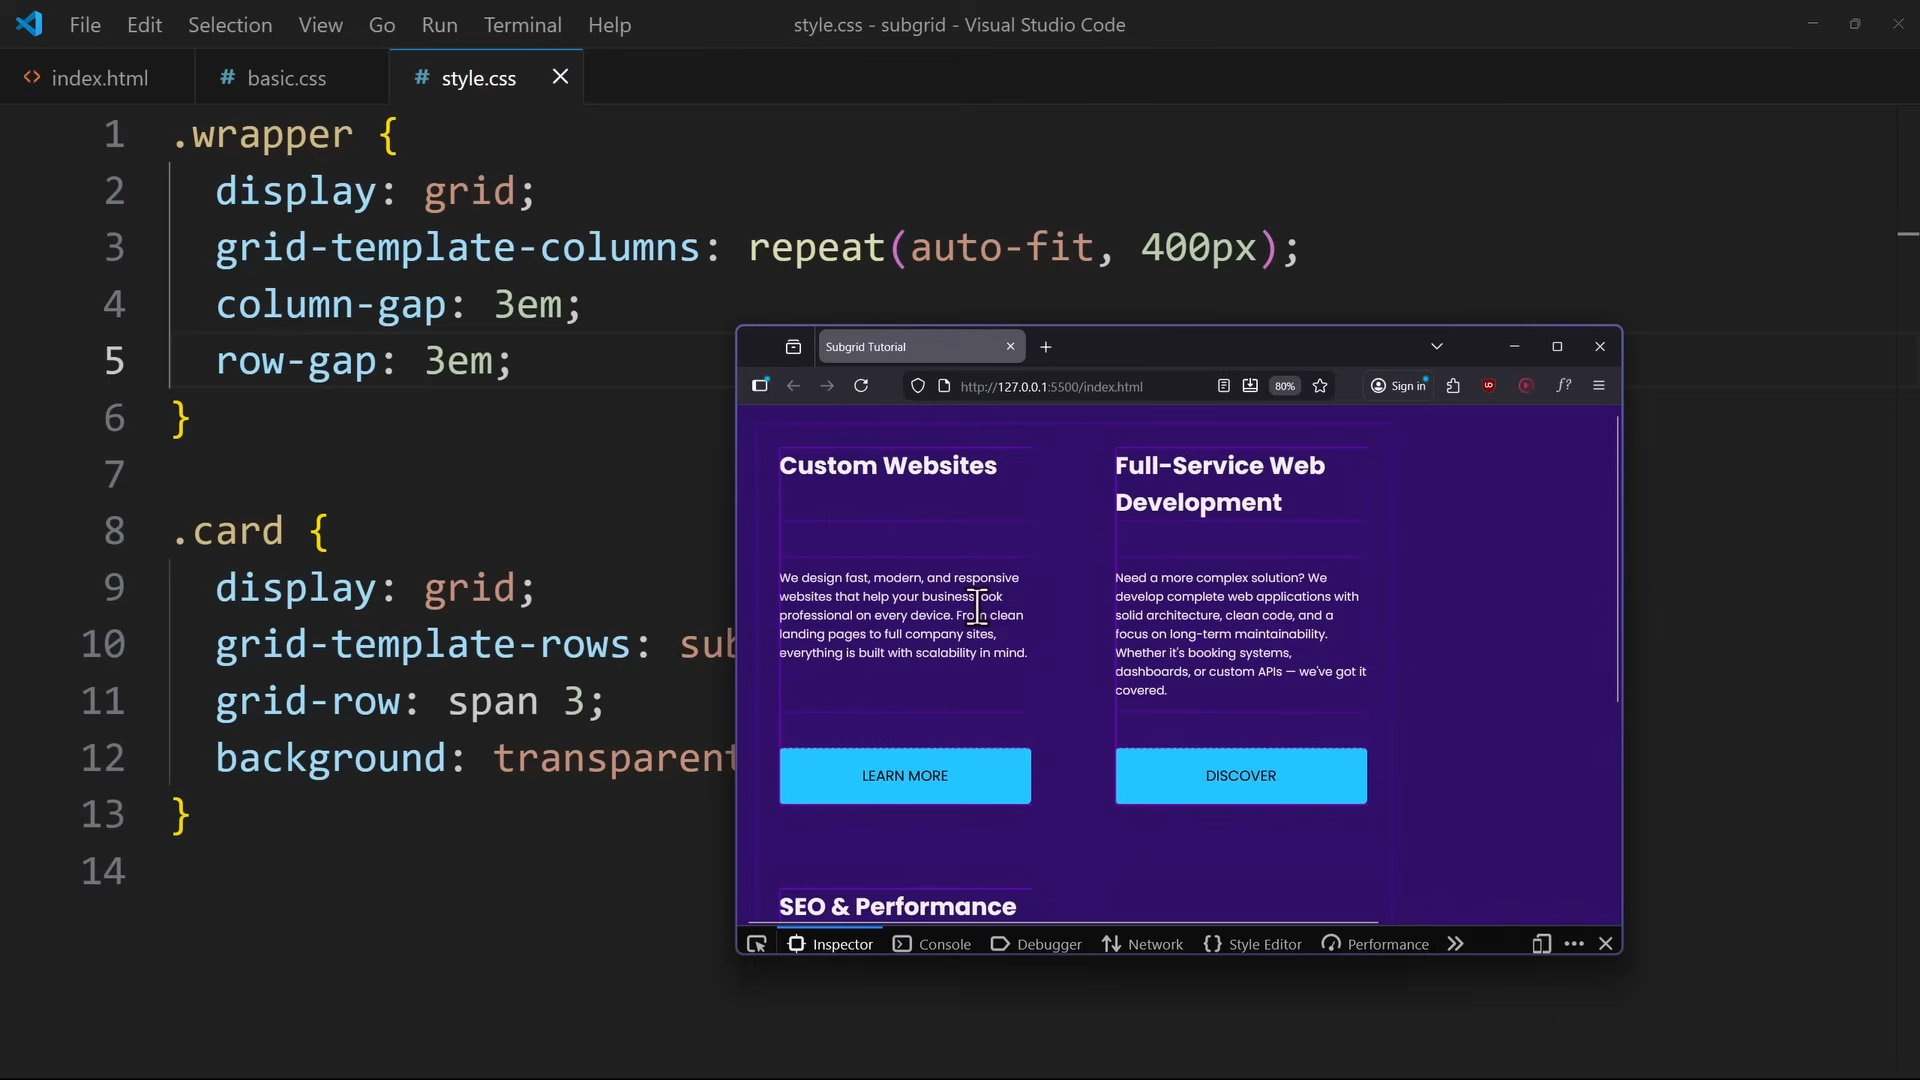 File Edit Selection View Go Run Terminal Help style.css - subgrid - Visual Studio Code
index.html # basic.css # style.css
1 .wrapper {
2 display: grid;
3 grid-template-columns: repeat(auto-fit, 400px);
4 column-gap: 3em;
5 row-gap: 3em;
6 }
7
8 .card {
9 display: grid;
10 grid-template-rows: sub
11 grid-row: span 3;
12 background: transparent
13 }
14
Subgrid Tutorial
http://127.0.0.1:5500/index.html 80% Sign in f?
Custom Websites
We design fast, modern, and responsive
websites that help your business look
professional on every device. From clean
landing pages to full company sites,
everything is built with scalability in mind.
LEARN MORE
Full-Service Web
Development
Need a more complex solution? We
develop complete web applications with
solid architecture, clean code, and a
focus on long-term maintainability.
Whether it's booking systems,
dashboards, or custom APIs — we've got it
covered.
DISCOVER
SEO & Performance
Inspector Console Debugger Network Style Editor Performance